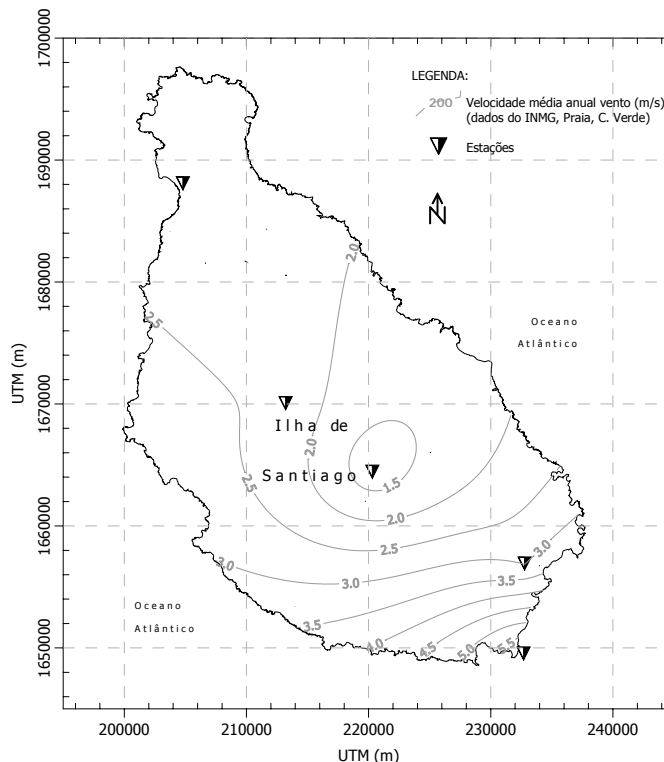 1700000
LEGENDA:
200
Velocidade média anual vento (m/s)
(dados do INMG, Praia, C. Verde)
1690000
Estações
N
2.0
1680000
2.5
Oceano
Atlântico
UTM (m)
1670000
Ilha de
2.0
Santiago
1.5
2.5
2.0
1660000
2.5
3.0
3.0
3.0
3.5
Oceano
Atlântico
3.5
4.0
4.5
5.0
5.5
1650000
200000 210000 220000 230000 240000
UTM (m)